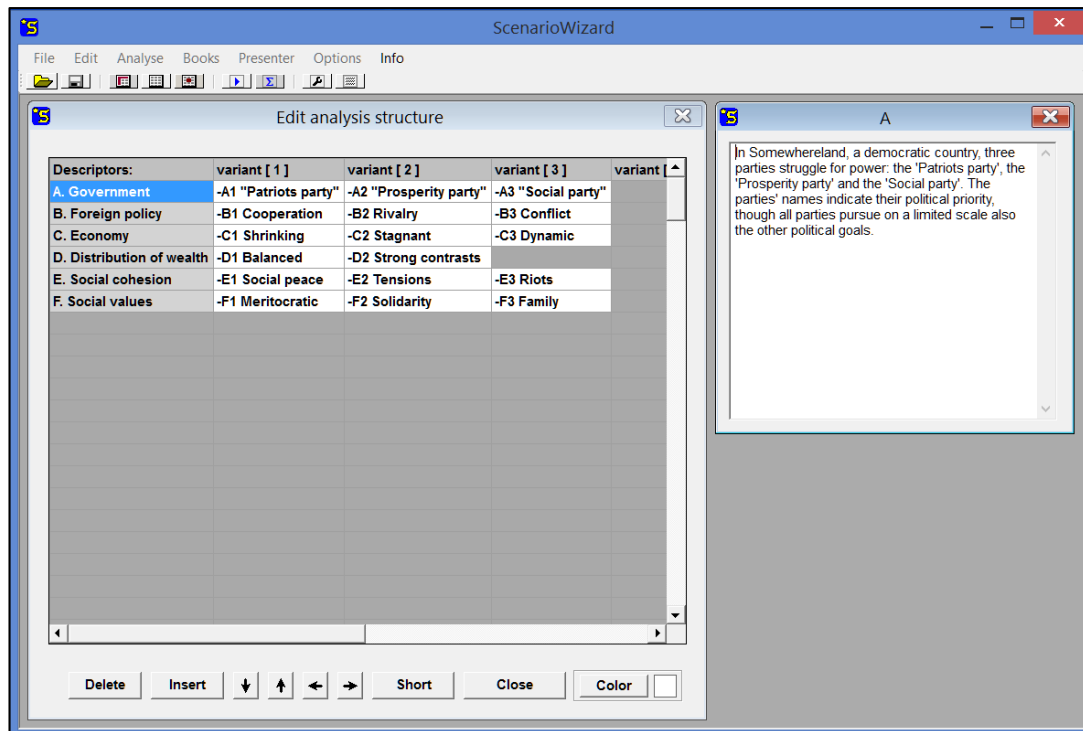 ScenarioWizard
File Edit Analyse Books Presenter Options Info
Edit analysis structure
Descriptors: variant [ 1 ] variant [ 2 ] variant [ 3 ] variant [
A. Government -A1 "Patriots party" -A2 "Prosperity party" -A3 "Social party"
B. Foreign policy -B1 Cooperation -B2 Rivalry -B3 Conflict
C. Economy -C1 Shrinking -C2 Stagnant -C3 Dynamic
D. Distribution of wealth -D1 Balanced -D2 Strong contrasts
E. Social cohesion -E1 Social peace -E2 Tensions -E3 Riots
F. Social values -F1 Meritocratic -F2 Solidarity -F3 Family
Delete Insert Short Close Color
A
In Somewhereland, a democratic country, three
parties struggle for power: the 'Patriots party', the
'Prosperity party' and the 'Social party'. The
parties' names indicate their political priority,
though all parties pursue on a limited scale also
the other political goals.